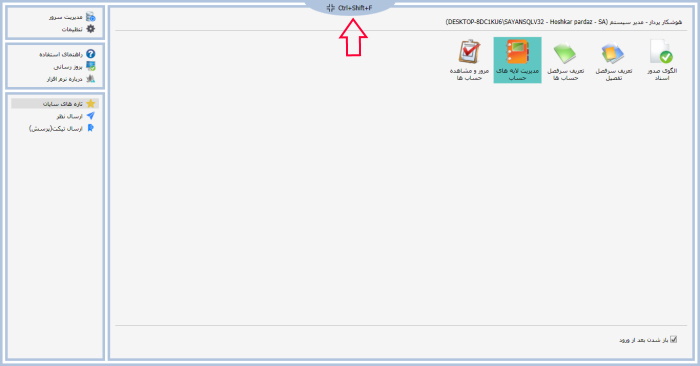 Ctrl+Shift+F
هوشکار پرداز - مدیر سیستم (DESKTOP-8DC1KU6\SAYANSQLV32 - Hoshkar pardaz - SA)
الگوی صدور اسناد
تعریف سرفصل تفصیل
تعریف سرفصل حساب ها
مدیریت لایه های حساب
مرور و مشاهده حساب ها
مدیریت سرور
تنظیمات
راهنمای استفاده
بروز رسانی
درباره نرم افزار
تازه های سایان
ارسال نظر
ارسال تیکت(پرسش)
باز شدن بعد از ورود